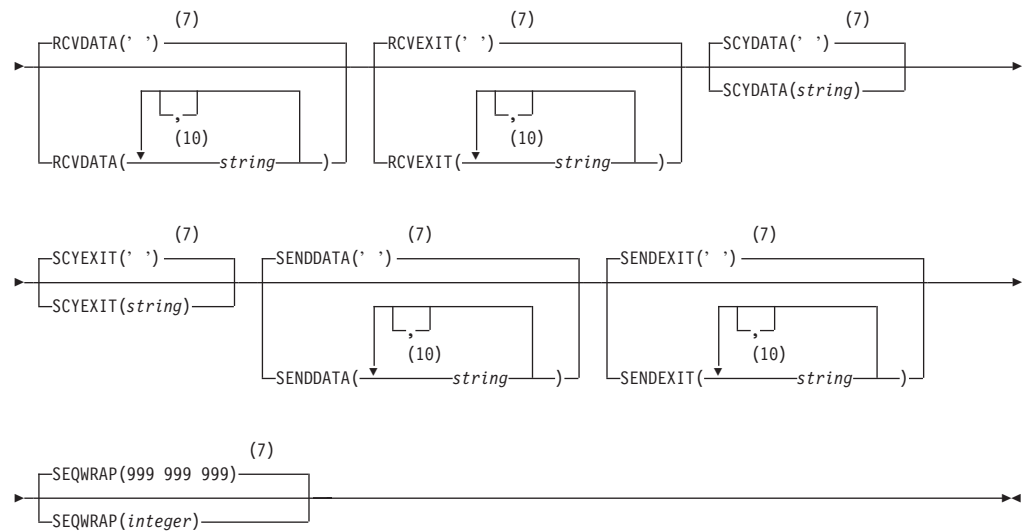 (7) (7) (7)
RCVDATA(’ ’) RCVEXIT(’ ’) SCYDATA(’ ’)
SCYDATA(string)
, ,
(10) (10)
RCVDATA( string ) RCVEXIT( string )
(7) (7) (7)
SCYEXIT(’ ’) SENDDATA(’ ’) SENDEXIT(’ ’)
SCYEXIT(string)
, ,
(10) (10)
SENDDATA( string ) SENDEXIT( string )
(7)
SEQWRAP(999 999 999)
SEQWRAP(integer)